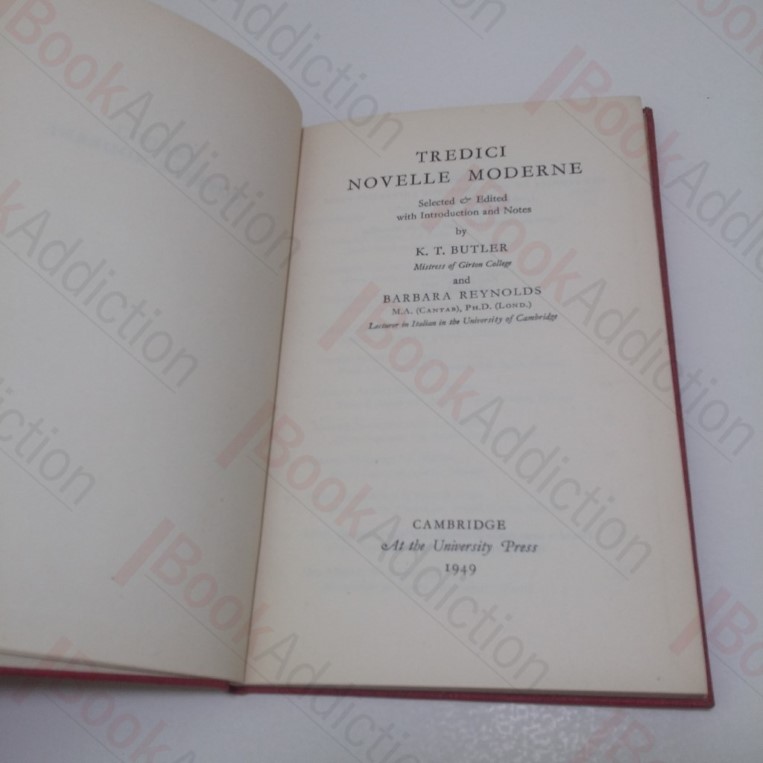 TREDICI
NOVELLE MODERNE
Selected & Edited
with Introduction and Notes
by
K. T. BUTLER
Mistress of Girton College
and
BARBARA REYNOLDS
M.A. (CANTAB), PH.D. (LOND.)
Lecturer in Italian in the University of Cambridge
CAMBRIDGE
At the University Press
1949
BookAddiction